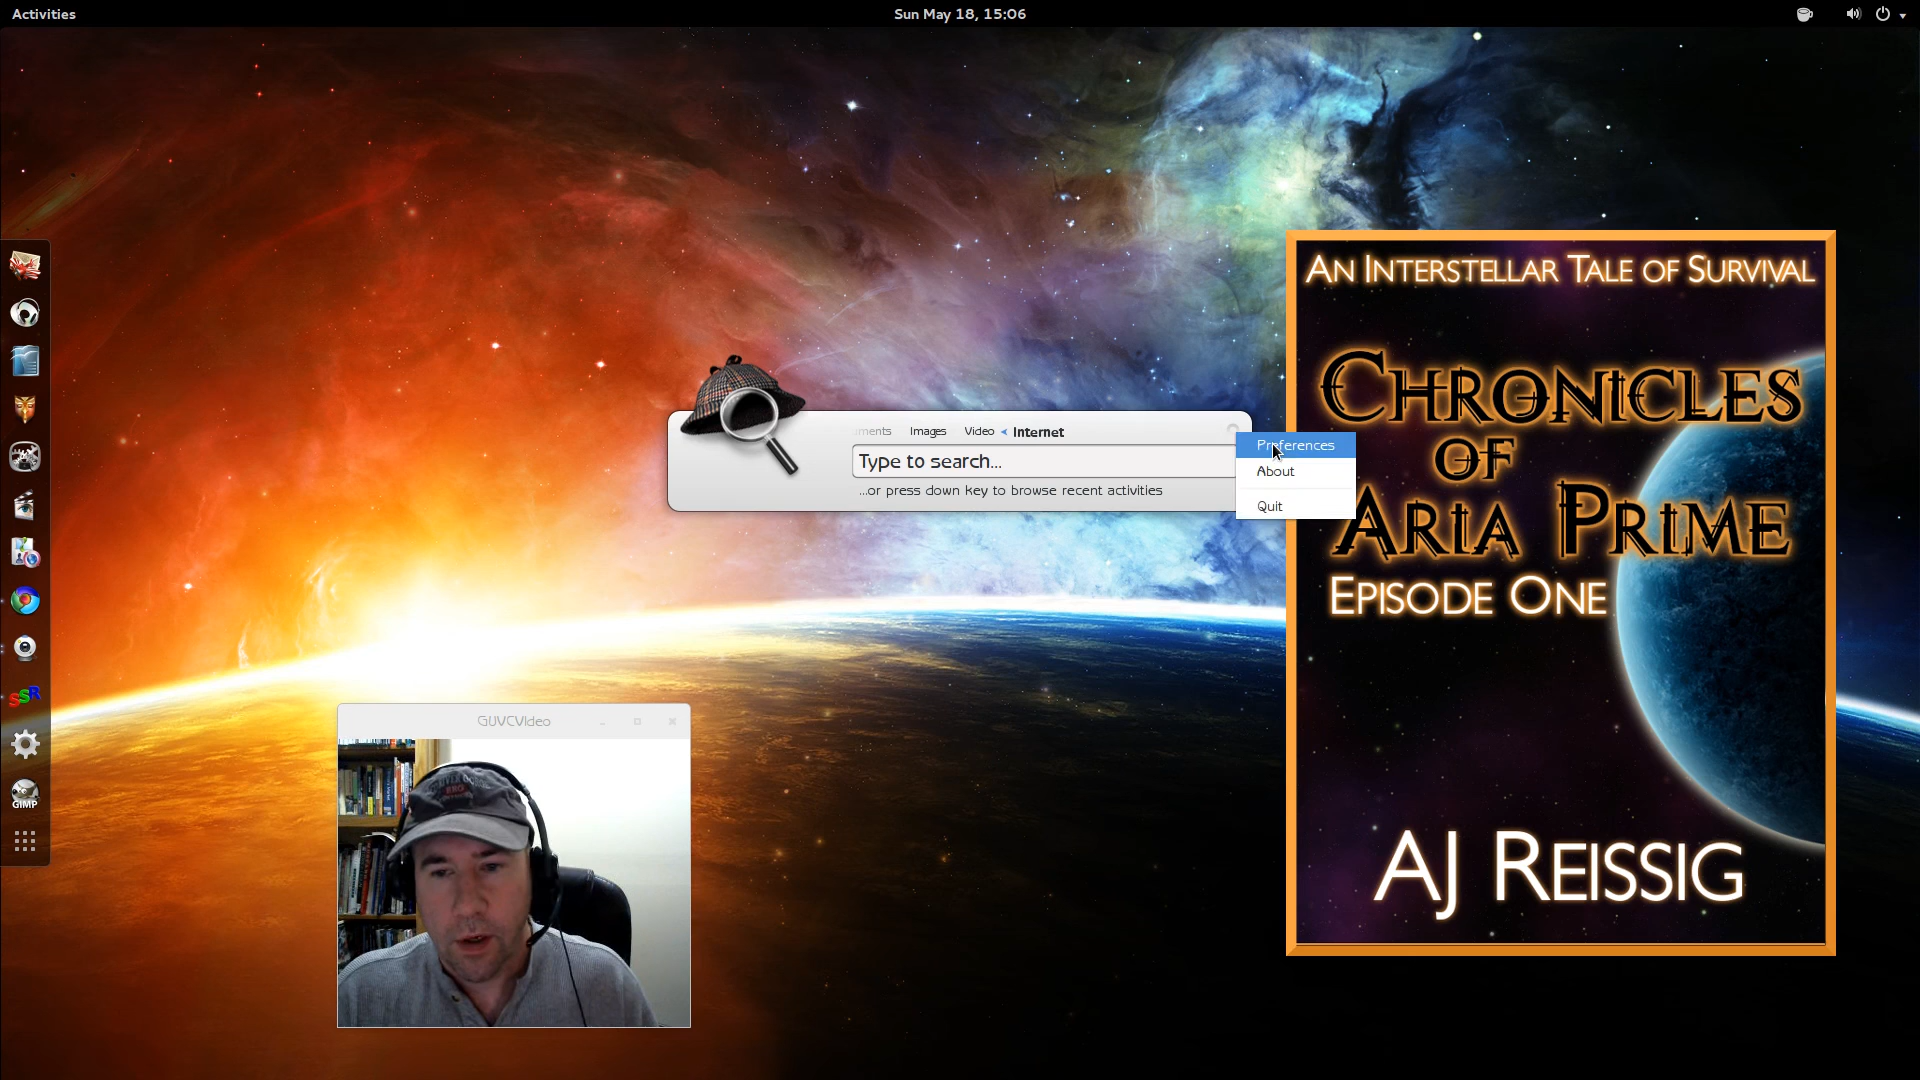 Activities
Sun May 18, 15:06
Images Video Internet
Type to search...
...or press down key to browse recent activities
Preferences
About
Quit
AN INTERSTELLAR TALE OF SURVIVAL
CHRONICLES
OF
ARIA PRIME
EPISODE ONE
AJ REISSIG
GUVCVideo
SSR
GIMP